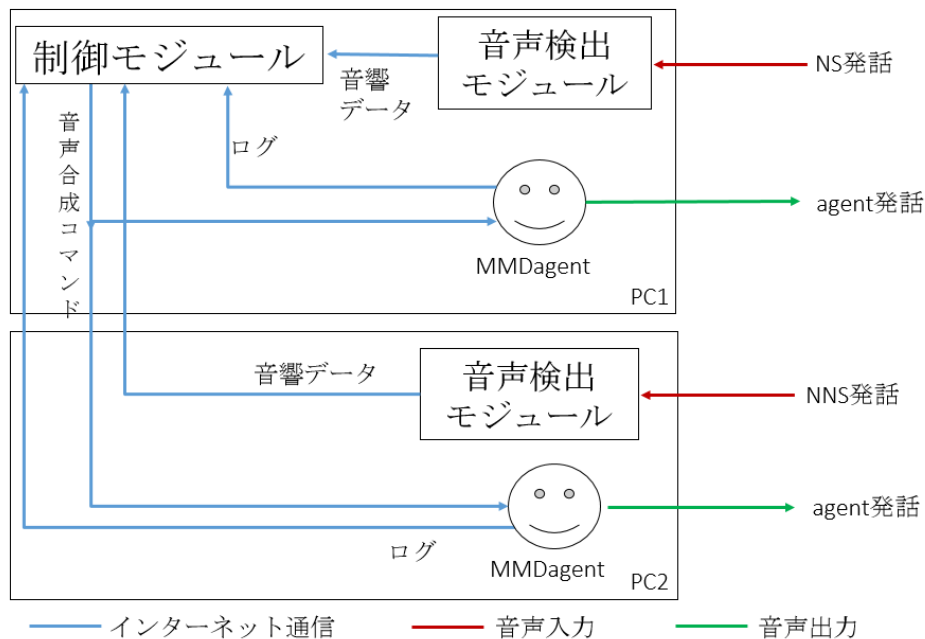 制御モジュール
音声検出
モジュール
NS発話
音響
データ
音声合成コマンド
ログ
agent発話
MMDagent
PC1
音響データ
音声検出
モジュール
NNS発話
agent発話
ログ
MMDagent
PC2
インターネット通信
音声入力
音声出力